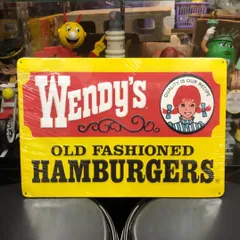 WENDY'S
QUALITY IS OUR RECIPE
OLD FASHIONED
HAMBURGERS